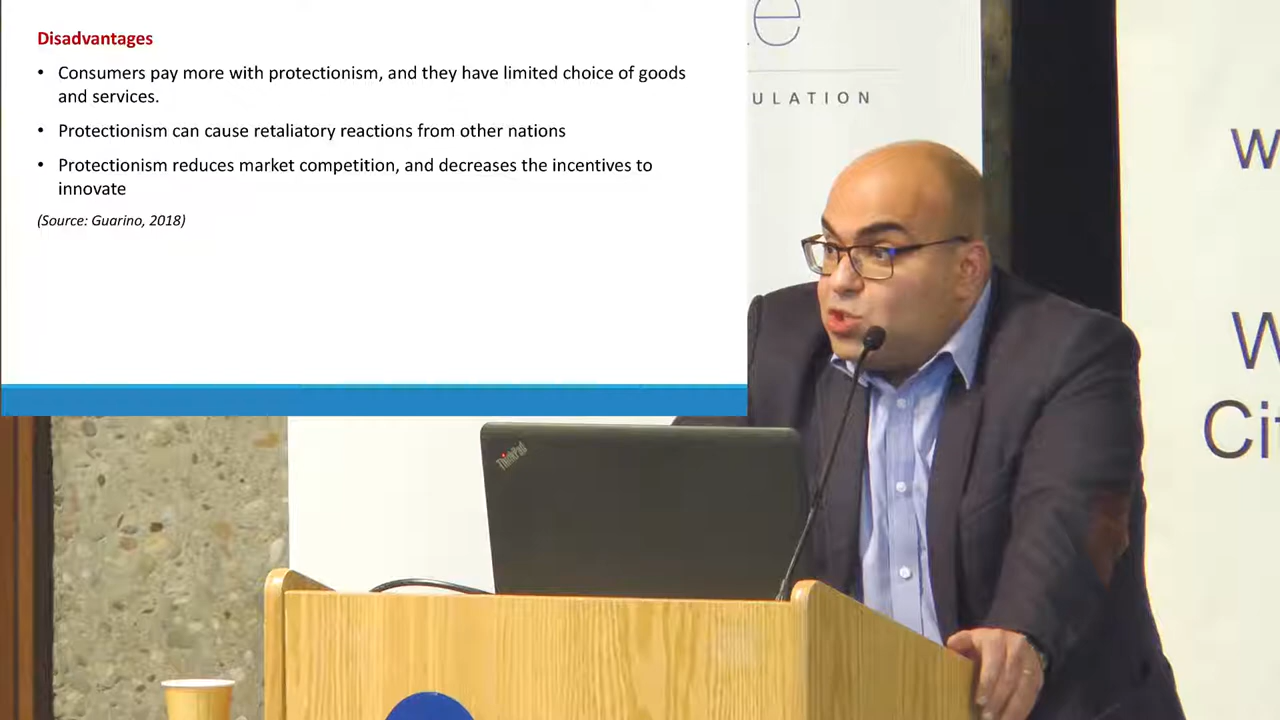 Disadvantages
• Consumers pay more with protectionism, and they have limited choice of goods
and services.
• Protectionism can cause retaliatory reactions from other nations
• Protectionism reduces market competition, and decreases the incentives to
innovate
(Source: Guarino, 2018)
ThinkPad